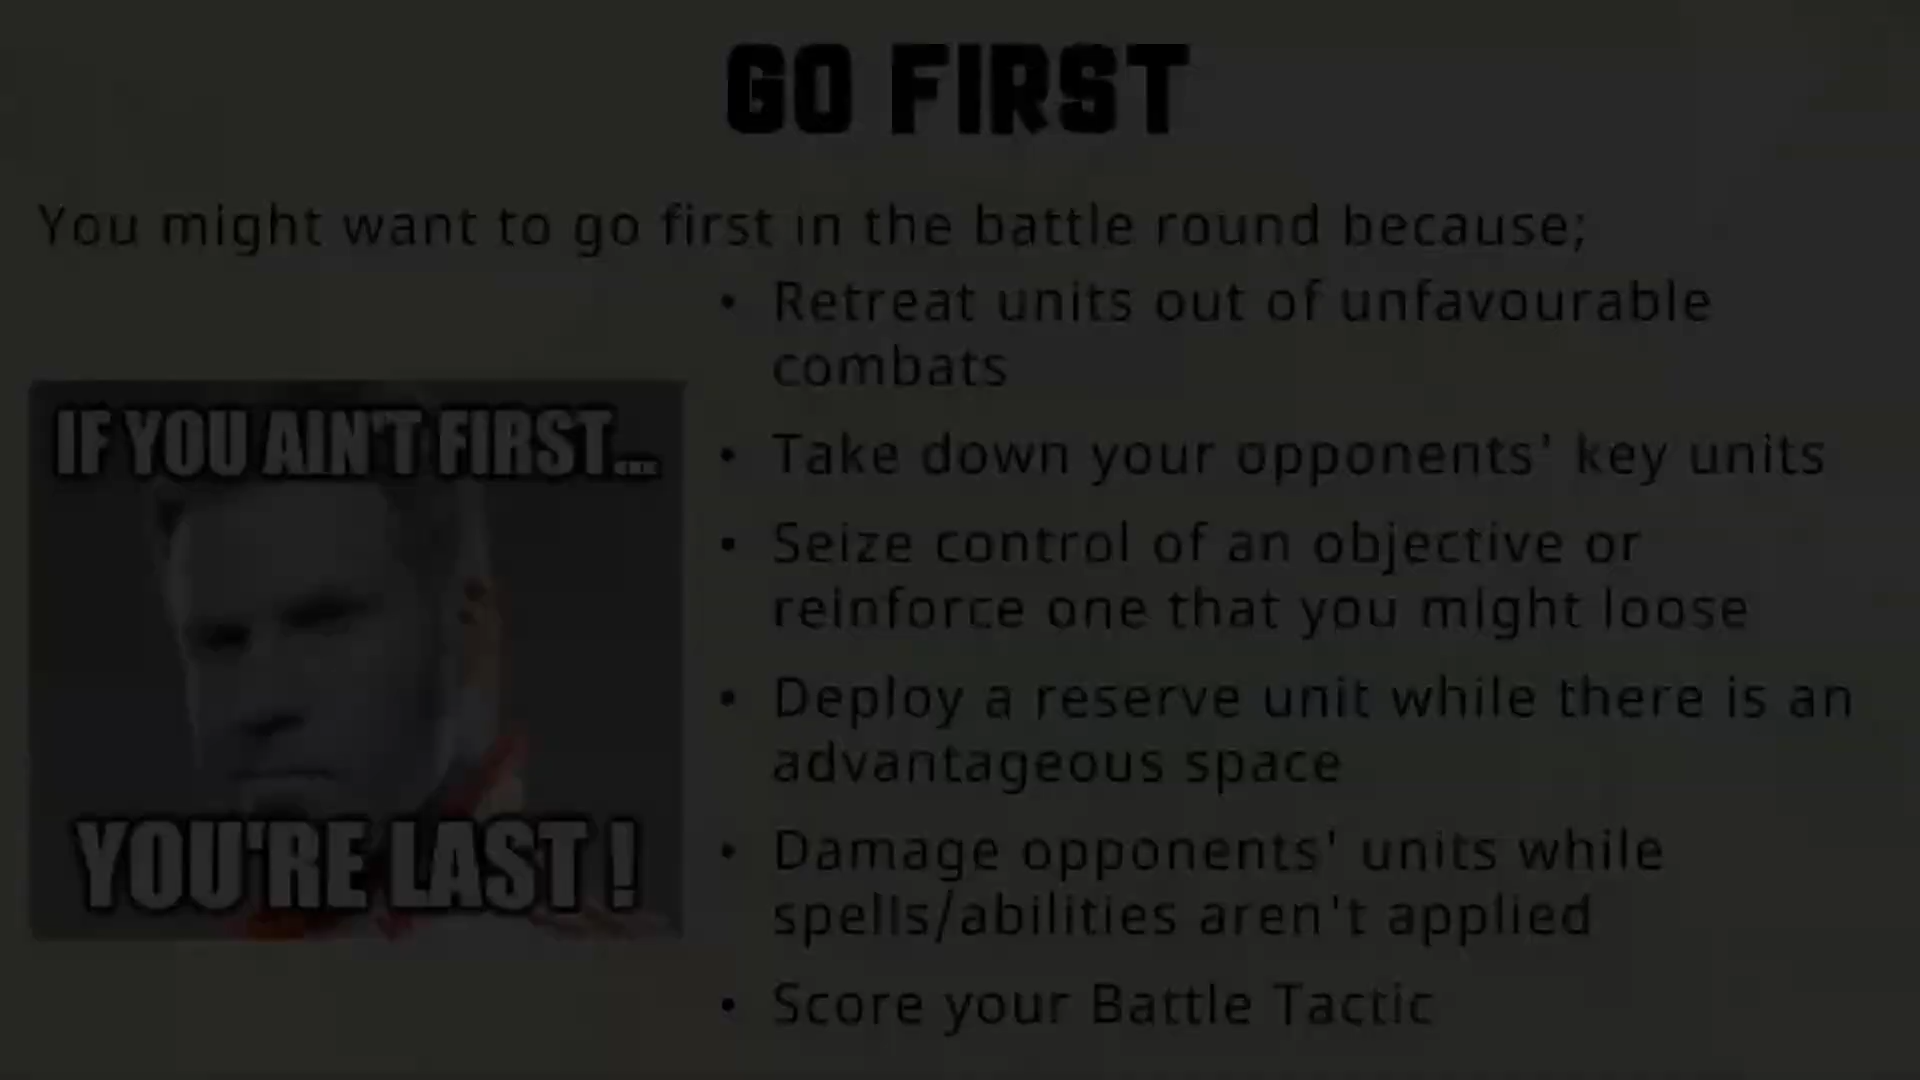 GO FIRST
You might want to go first in the battle round because;
• Retreat units out of unfavourable
combats
IF YOU AIN'T FIRST...
• Take down your opponents' key units
• Seize control of an objective or
reinforce one that you might loose
• Deploy a reserve unit while there is an
advantageous space
YOU'RE LAST !
• Damage opponents' units while
spells/abilities aren't applied
• Score your Battle Tactic